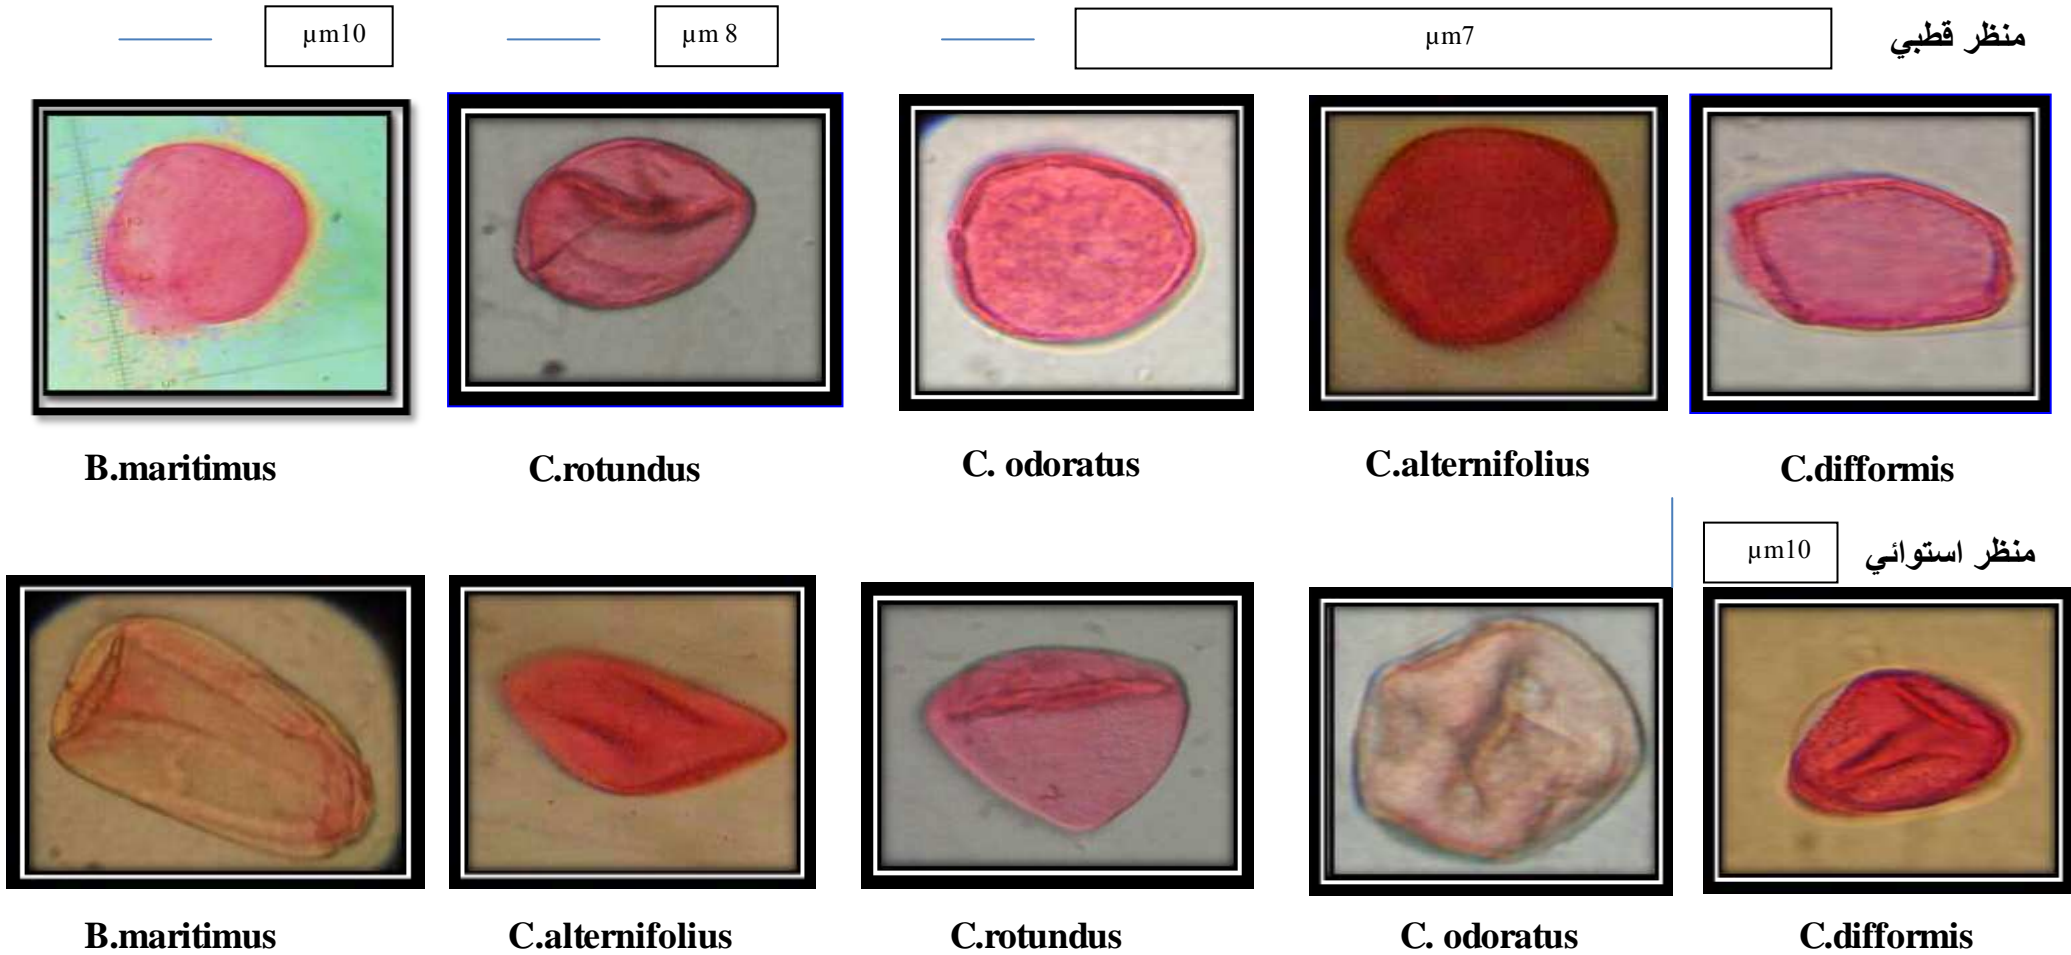 منظر قطبي
µm7
µm 8
µm10
B.maritimus
C.rotundus
C. odoratus
C.alternifolius
C.difformis
منظر استوائي
µm10
B.maritimus
C.alternifolius
C.rotundus
C. odoratus
C.difformis